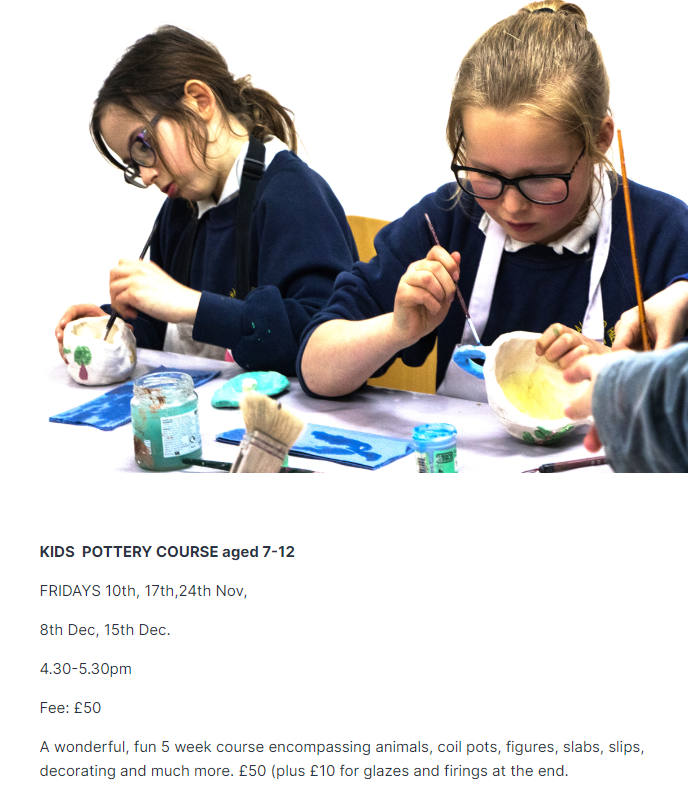 KIDS  POTTERY COURSE aged 7-12
FRIDAYS 10th, 17th,24th Nov,
8th Dec, 15th Dec.
4.30-5.30pm
Fee: £50
A wonderful, fun 5 week course encompassing animals, coil pots, figures, slabs, slips,
decorating and much more. £50 (plus £10 for glazes and firings at the end.